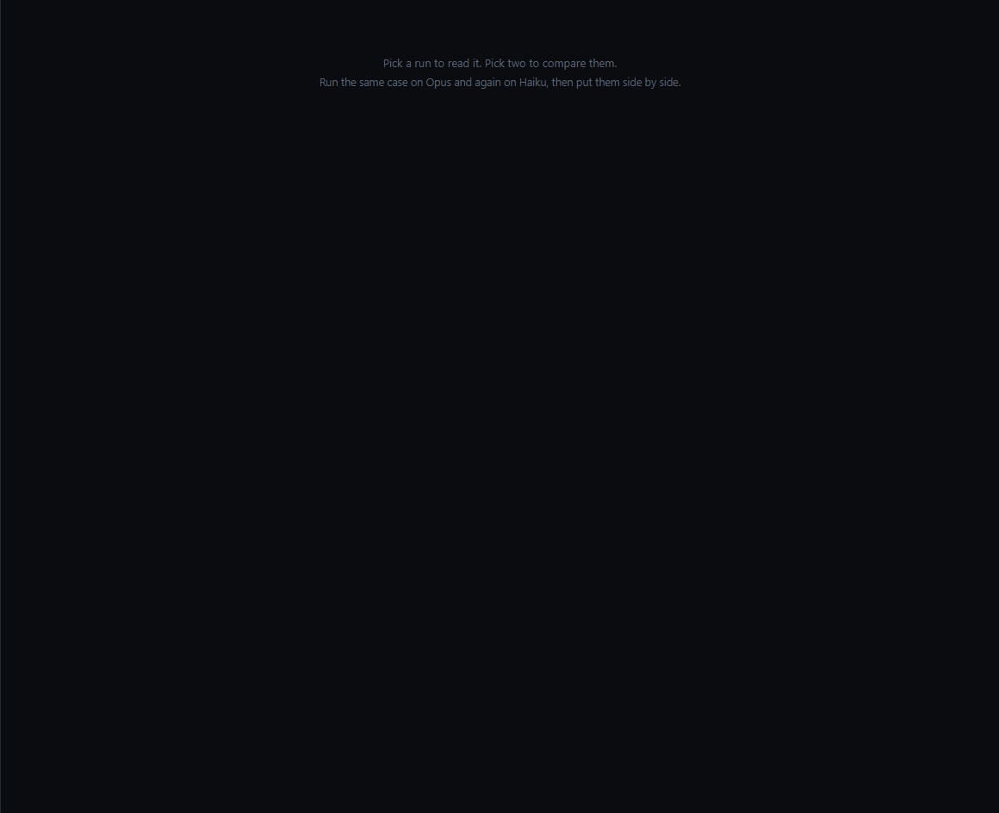 Pick a run to read it. Pick two to compare them.
Run the same case on Opus and again on Haiku, then put them side by side.